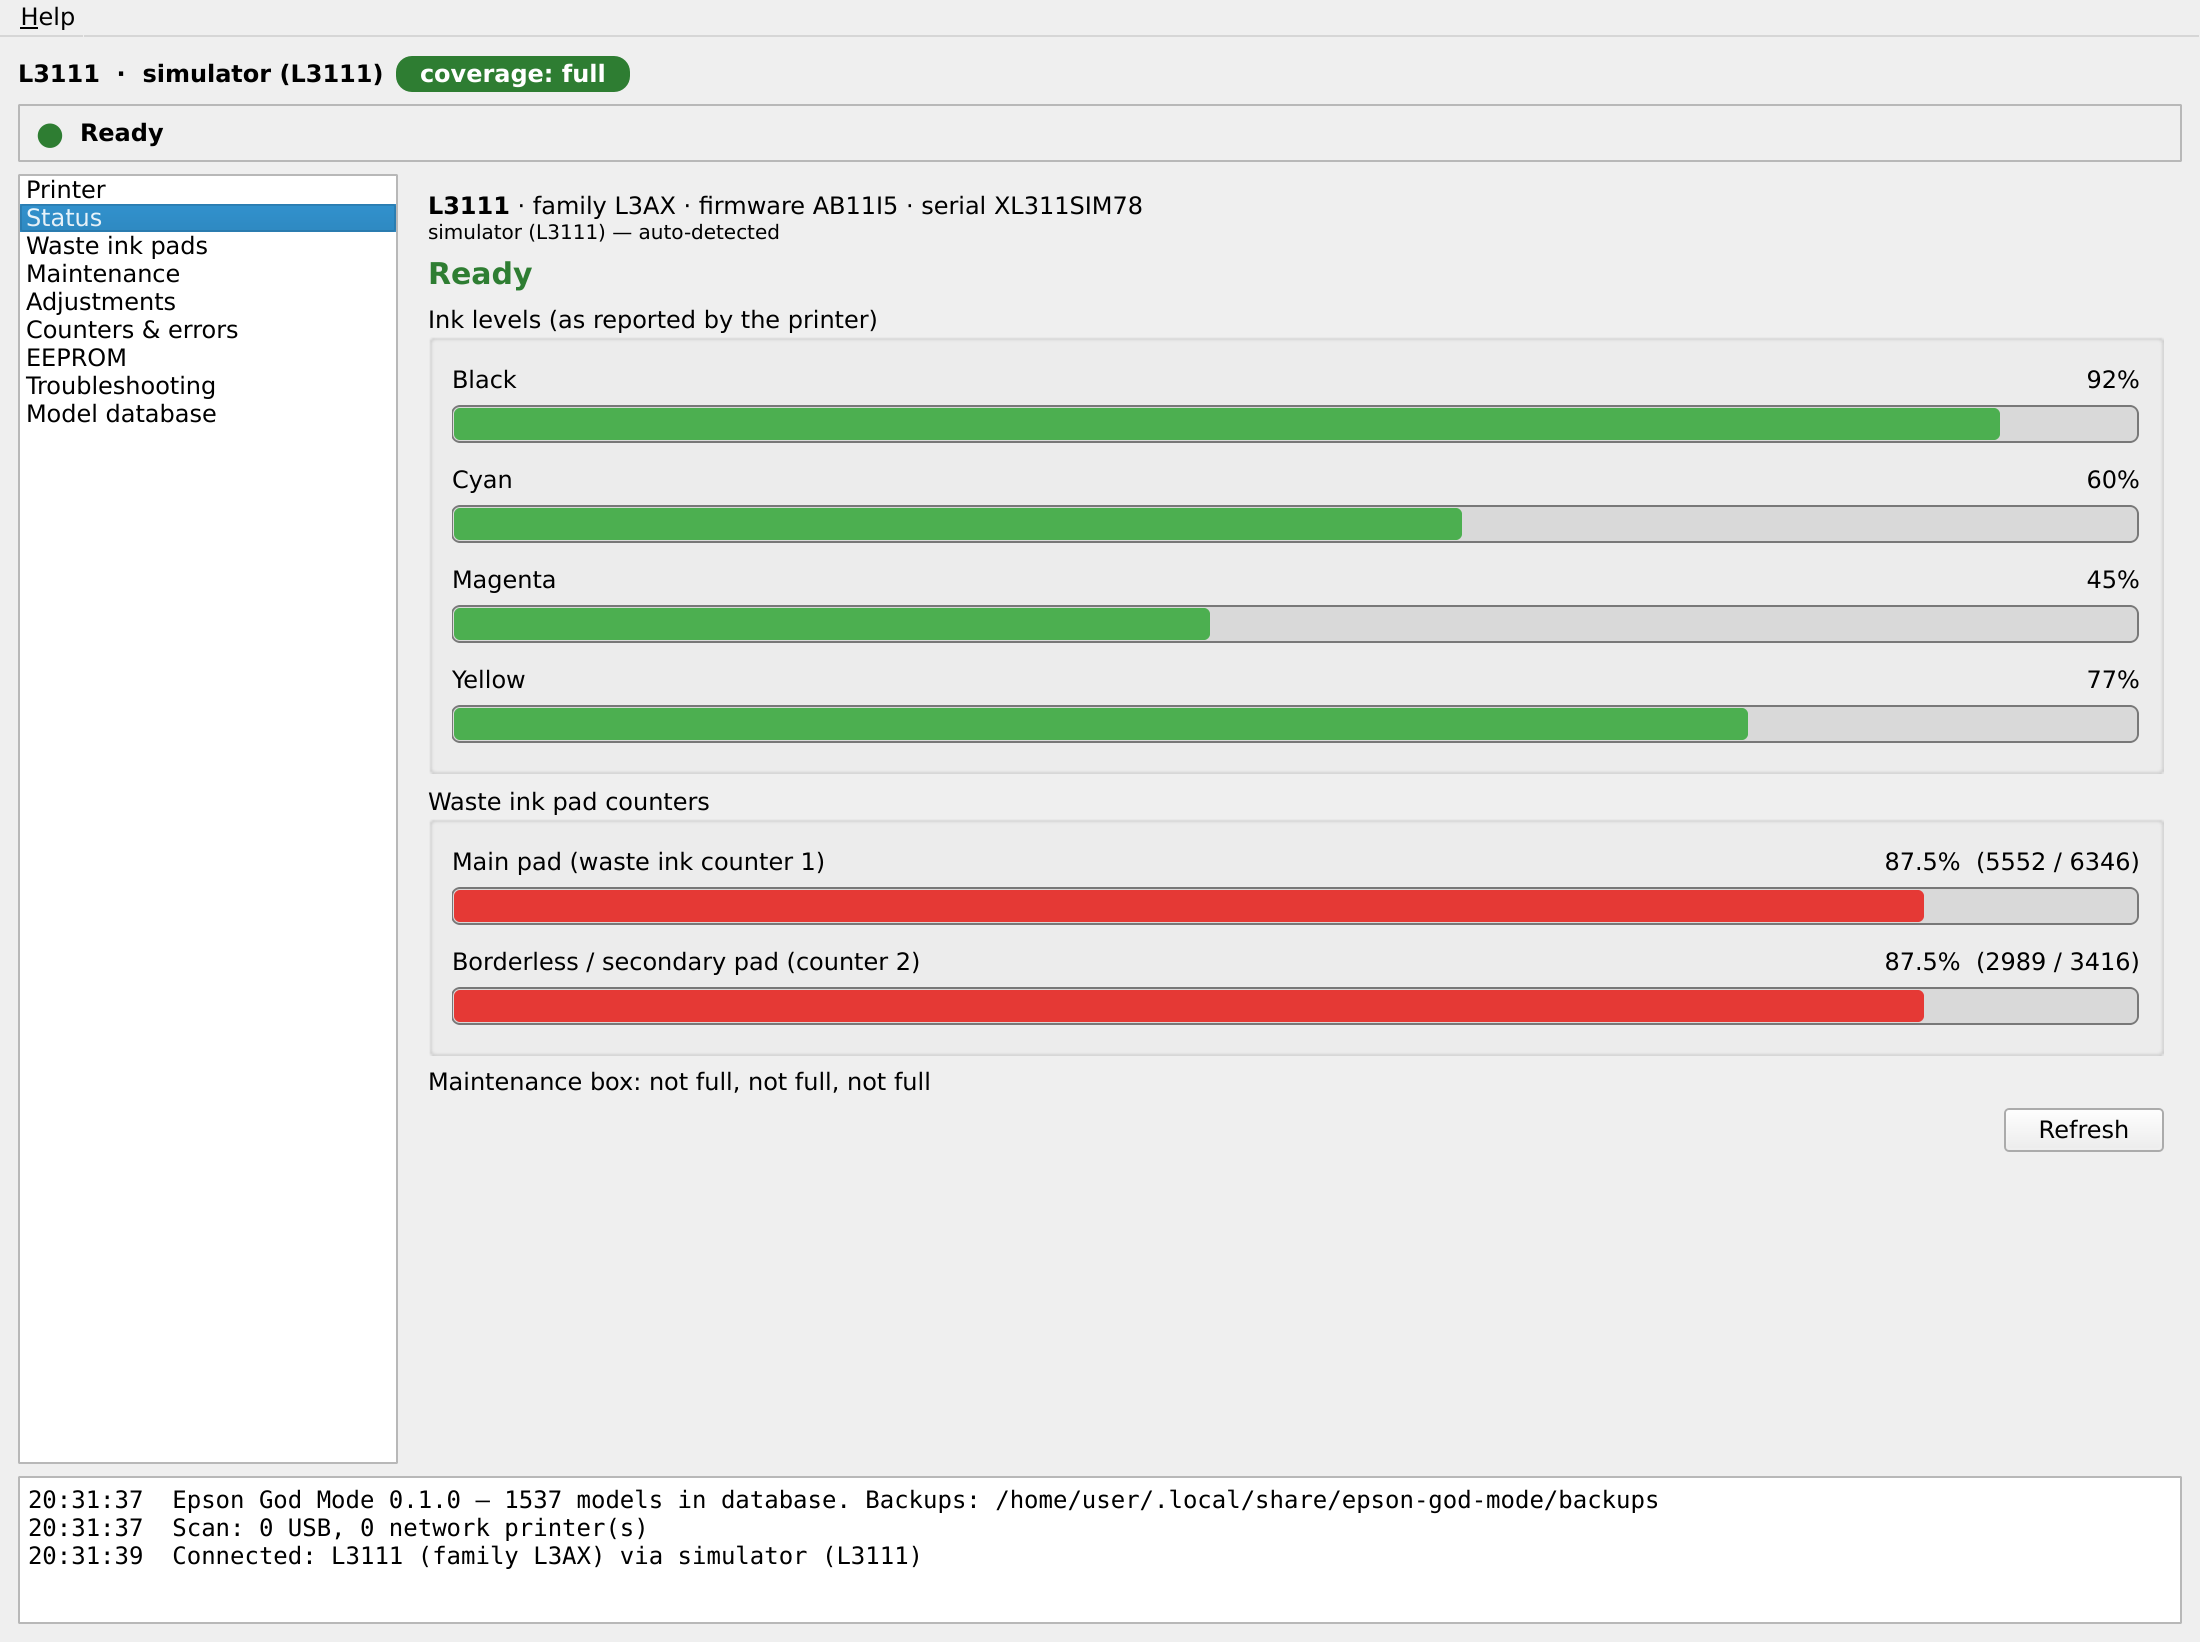 Help
L3111 · simulator (L3111) coverage: full
Ready
Printer
Status
Waste ink pads
Maintenance
Adjustments
Counters & errors
EEPROM
Troubleshooting
Model database
L3111 · family L3AX · firmware AB11I5 · serial XL311SIM78
simulator (L3111) — auto-detected
Ready
Ink levels (as reported by the printer)
Black 92%
Cyan 60%
Magenta 45%
Yellow 77%
Waste ink pad counters
Main pad (waste ink counter 1) 87.5% (5552 / 6346)
Borderless / secondary pad (counter 2) 87.5% (2989 / 3416)
Maintenance box: not full, not full, not full
Refresh
20:31:37 Epson God Mode 0.1.0 — 1537 models in database. Backups: /home/user/.local/share/epson-god-mode/backups
20:31:37 Scan: 0 USB, 0 network printer(s)
20:31:39 Connected: L3111 (family L3AX) via simulator (L3111)